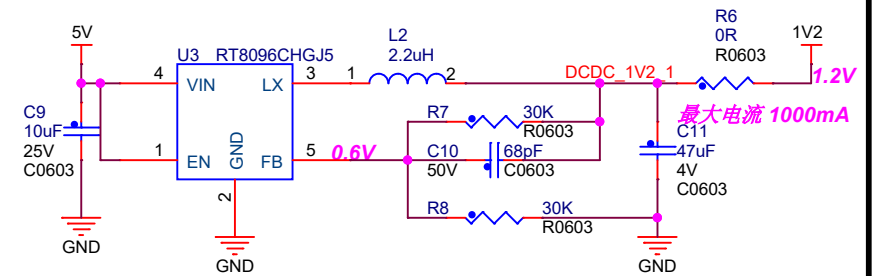 5V
U3 RT8096CHGJ5
L2
2.2uH
R6
0R
R0603
1V2
4 VIN
LX 3
1
2
DCDC_1V2_1
1.2V
C9
10uF
25V
C0603
R7
30K
R0603
最大电流 1000mA
1 EN
GND
FB 5
0.6V
C10
50V
68pF
C0603
C11
47uF
4V
C0603
2
R8
30K
R0603
GND
GND
GND